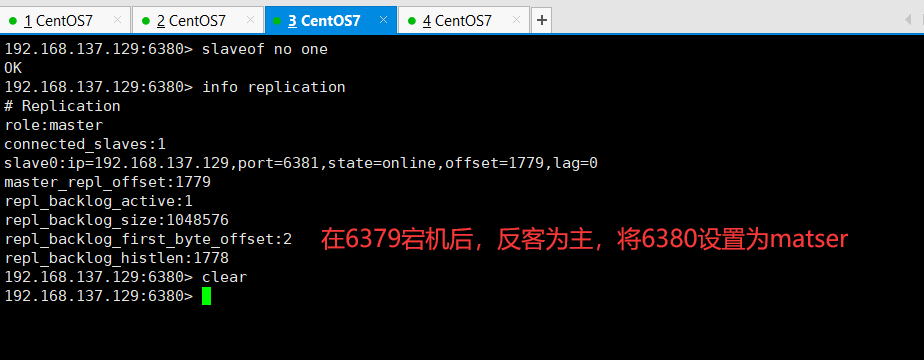 1 CentOS7
2 CentOS7
3 CentOS7
4 CentOS7
192.168.137.129:6380> slaveof no one
OK
192.168.137.129:6380> info replication
# Replication
role:master
connected_slaves:1
slave0:ip=192.168.137.129,port=6381,state=online,offset=1779,lag=0
master_repl_offset:1779
repl_backlog_active:1
repl_backlog_size:1048576
repl_backlog_first_byte_offset:2
在6379宕机后，反客为主，将6380设置为matser
repl_backlog_histlen:1778
192.168.137.129:6380> clear
192.168.137.129:6380>